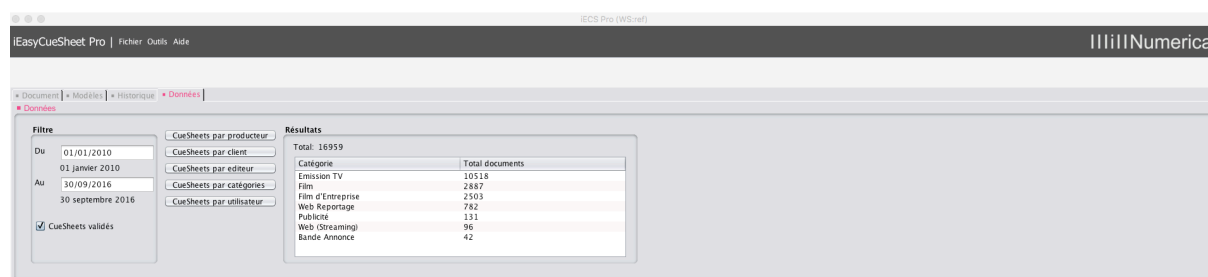 iECS Pro (WS:ref)
iEasyCueSheet Pro | Fichier Outils Aide
IIIiIINumerica
Document Modèles Historique Données
Données
Filtre
Du 01/01/2010
01 janvier 2010
Au 30/09/2016
30 septembre 2016
CueSheets validés
CueSheets par producteur
CueSheets par client
CueSheets par editeur
CueSheets par catégories
CueSheets par utilisateur
Résultats
Total: 16959
Catégorie Total documents
Emission TV 10518
Film 2887
Film d'Entreprise 2503
Web Reportage 782
Publicité 131
Web (Streaming) 96
Bande Annonce 42